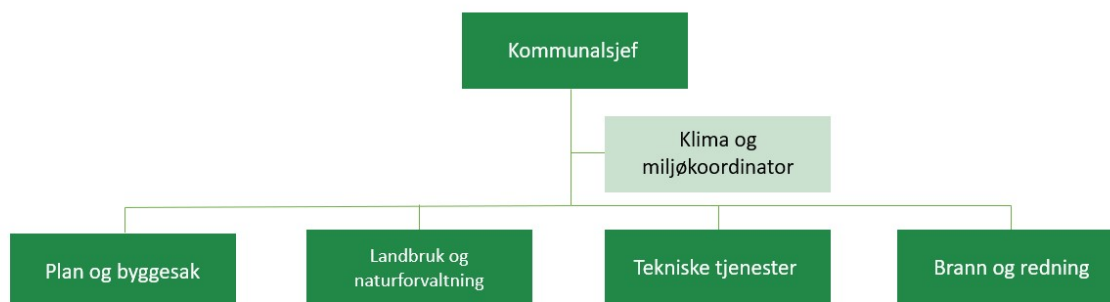 Kommunalsjef
Klima og
miljøkoordinator
Plan og byggesak
Landbruk og
naturforvaltning
Tekniske tjenester
Brann og redning